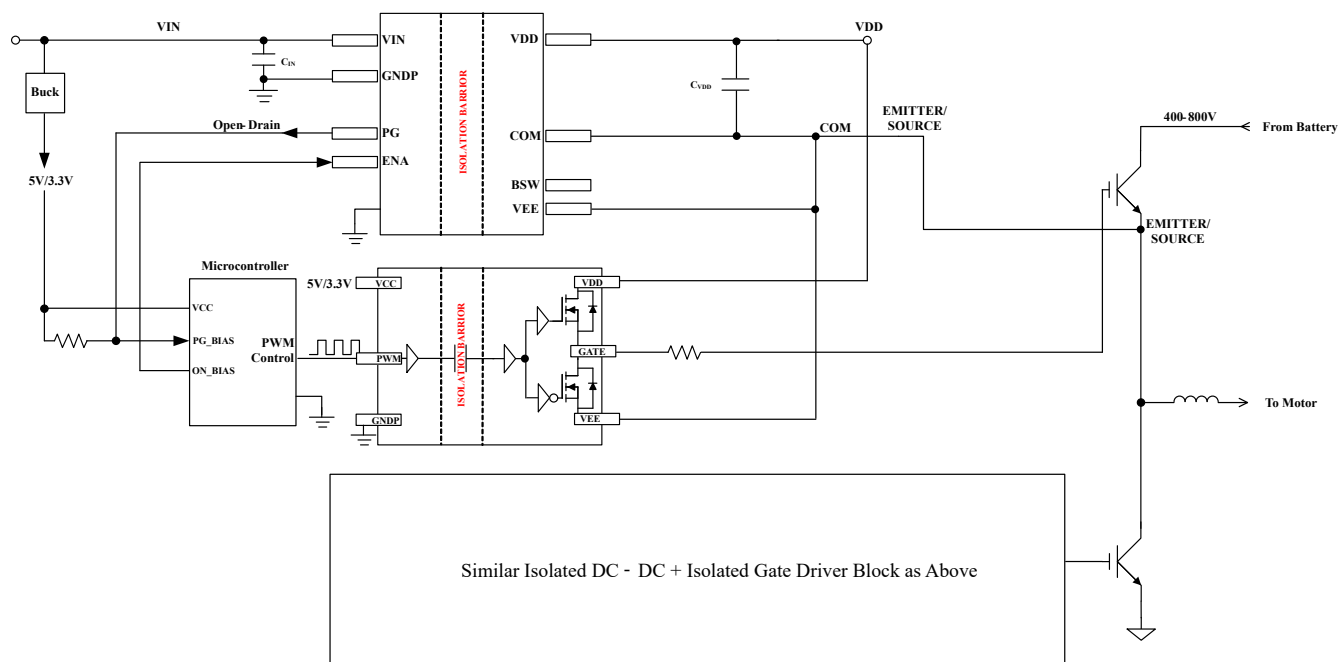 VIN
VDD
VIN
VDD
C_IN
C_VDD
GNDP
Buck
ISOLATION BARRIER
EMITTER/
SOURCE
400-800V
From Battery
Open-Drain
PG
COM
COM
ENA
5V/3.3V
BSW
VEE
EMITTER/
SOURCE
Microcontroller
5V/3.3V
VCC
VDD
VCC
PG_BIAS
PWM
Control
PWM
ISOLATION BARRIER
GATE
ON_BIAS
To Motor
GNDP
VEE
Similar Isolated DC - DC + Isolated Gate Driver Block as Above